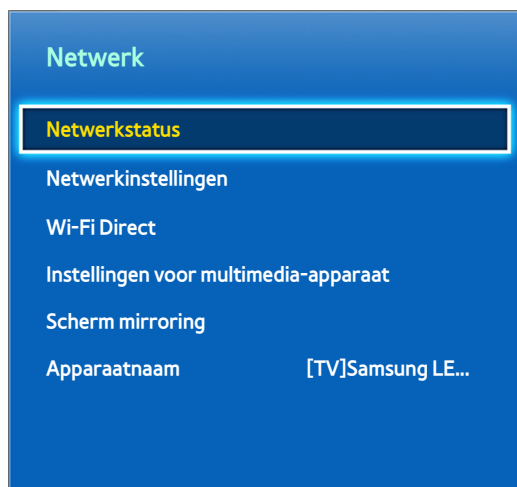 Netwerk
Netwerkstatus
Netwerkinstellingen
Wi-Fi Direct
Instellingen voor multimedia-apparaat
Scherm mirroring
Apparaatnaam [TV]Samsung LE...